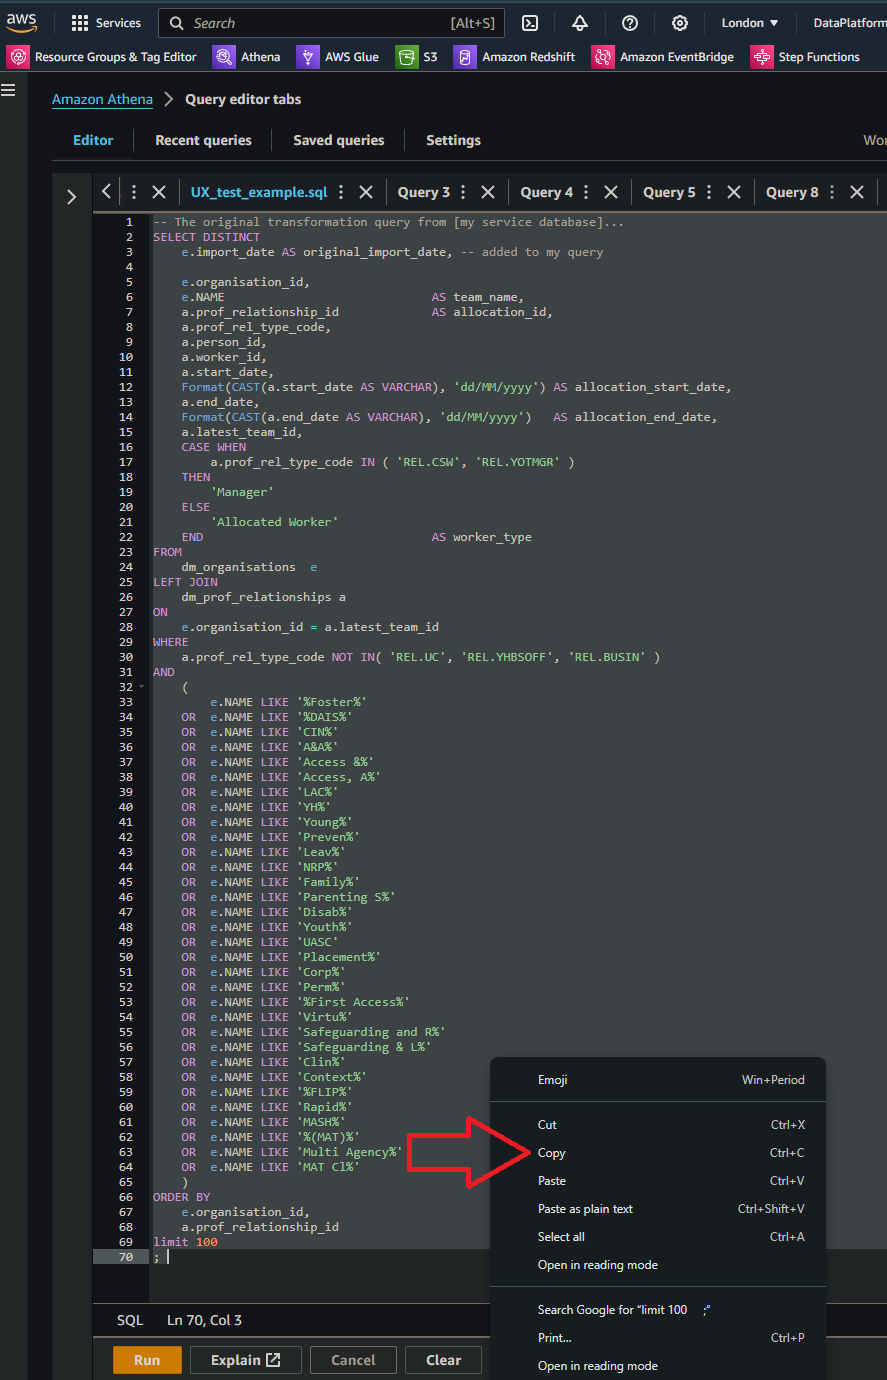 aws
Services
Search
[Alt+S]
London
DataPlatform
Resource Groups & Tag Editor
Athena
AWS Glue
S3
Amazon Redshift
Amazon EventBridge
Step Functions
Amazon Athena
Query editor tabs
Editor
Recent queries
Saved queries
Settings
Wor
UX_test_example.sql
Query 3
Query 4
Query 5
Query 8
1 -- The original transformation query from [my service database]...
2 SELECT DISTINCT
3 e.import_date AS original_import_date, -- added to my query
4
5 e.organisation_id,
6 e.NAME AS team_name,
7 a.prof_relationship_id AS allocation_id,
8 a.prof_rel_type_code,
9 a.person_id,
10 a.worker_id,
11 a.start_date,
12 Format(CAST(a.start_date AS VARCHAR), 'dd/MM/yyyy') AS allocation_start_date,
13 a.end_date,
14 Format(CAST(a.end_date AS VARCHAR), 'dd/MM/yyyy') AS allocation_end_date,
15 a.latest_team_id,
16 CASE WHEN
17 a.prof_rel_type_code IN ( 'REL.CSW', 'REL.YOTMGR' )
18 THEN
19 'Manager'
20 ELSE
21 'Allocated Worker'
22 END AS worker_type
23 FROM
24 dm_organisations e
25 LEFT JOIN
26 dm_prof_relationships a
27 ON
28 e.organisation_id = a.latest_team_id
29 WHERE
30 a.prof_rel_type_code NOT IN( 'REL.UC', 'REL.YHBSOFF', 'REL.BUSIN' )
31 AND
32 (
33 e.NAME LIKE '%Foster%'
34 OR e.NAME LIKE '%DAIS%'
35 OR e.NAME LIKE 'CIN%'
36 OR e.NAME LIKE 'A&A%'
37 OR e.NAME LIKE 'Access &%'
38 OR e.NAME LIKE 'Access, A%'
39 OR e.NAME LIKE 'LAC%'
40 OR e.NAME LIKE 'YH%'
41 OR e.NAME LIKE 'Young%'
42 OR e.NAME LIKE 'Preven%'
43 OR e.NAME LIKE 'Leav%'
44 OR e.NAME LIKE 'NRP%'
45 OR e.NAME LIKE 'Family%'
46 OR e.NAME LIKE 'Parenting S%'
47 OR e.NAME LIKE 'Disab%'
48 OR e.NAME LIKE 'Youth%'
49 OR e.NAME LIKE 'UASC'
50 OR e.NAME LIKE 'Placement%'
51 OR e.NAME LIKE 'Corp%'
52 OR e.NAME LIKE 'Perm%'
53 OR e.NAME LIKE '%First Access%'
54 OR e.NAME LIKE 'Virtu%'
55 OR e.NAME LIKE 'Safeguarding and R%'
56 OR e.NAME LIKE 'Safeguarding & L%'
57 OR e.NAME LIKE 'Clin%'
58 OR e.NAME LIKE 'Context%'
59 OR e.NAME LIKE '%FLIP%'
60 OR e.NAME LIKE 'Rapid%'
61 OR e.NAME LIKE 'MASH%'
62 OR e.NAME LIKE '%(MAT)%'
63 OR e.NAME LIKE 'Multi Agency%'
64 OR e.NAME LIKE 'MAT Cl%'
65 )
66 ORDER BY
67 e.organisation_id,
68 a.prof_relationship_id
69 limit 100
70 ;
Emoji Win+Period
Cut Ctrl+X
Copy Ctrl+C
Paste Ctrl+V
Paste as plain text Ctrl+Shift+V
Select all Ctrl+A
Open in reading mode
Search Google for “limit 100 ;”
Print... Ctrl+P
Open in reading mode
SQL Ln 70, Col 3
Run
Explain
Cancel
Clear